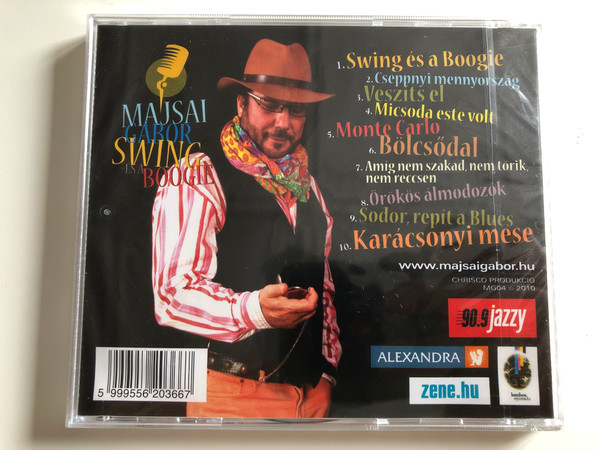 MAJSAI
GÁBOR
SWING
ÉS A
BOOGIE
1. Swing és a Boogie
2. Cseppnyi mennyország
3. Veszíts el
4. Micsoda este volt
5. Monte Carlo
6. Bölcsődal
7. Amíg nem szakad, nem törik,
nem reccsen
8. Örökös álmodozók
9. Sodor, repít a Blues
10. Karácsonyi mese
www.majsaigabor.hu
CHRISCO PRODUKCIÓ
MG04 © 2010
90.9 jazzy
ALEXANDRA
zene.hu
5 999556 203667